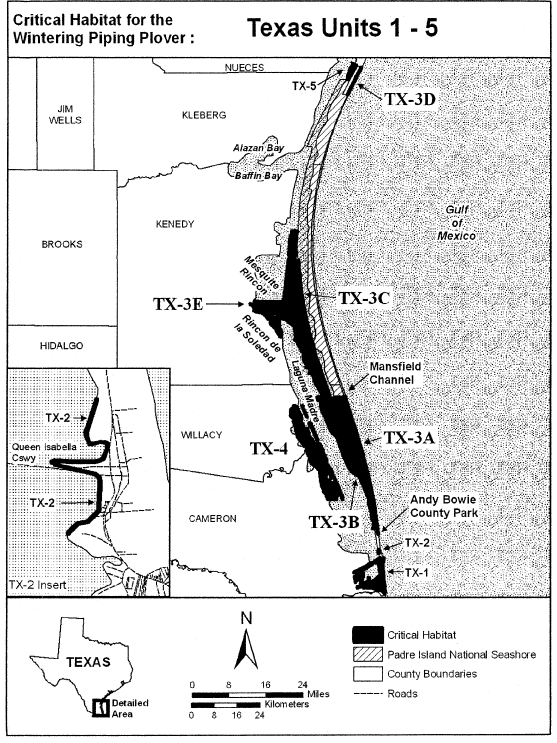 Critical Habitat for the
Wintering Piping Plover :
Texas Units 1 - 5
NUECES
TX-5
TX-3D
JIM
WELLS
KLEBERG
Alazan Bay
Baffin Bay
Gulf
of
Mexico
KENEDY
BROOKS
Mesquite
Rincon
TX-3C
TX-3E
Rincon de
la Soledad
HIDALGO
Mansfield
Channel
Laguna Madre
TX-2
Queen Isabella
Cswy
TX-2
TX-2 Insert
WILLACY
TX-4
TX-3A
Andy Bowie
County Park
TX-3B
CAMERON
TX-2
TX-1
TEXAS
Detailed
Area
N
0 8 16 24
Miles
Kilometers
0 8 16 24
Critical Habitat
Padre Island National Seashore
County Boundaries
Roads